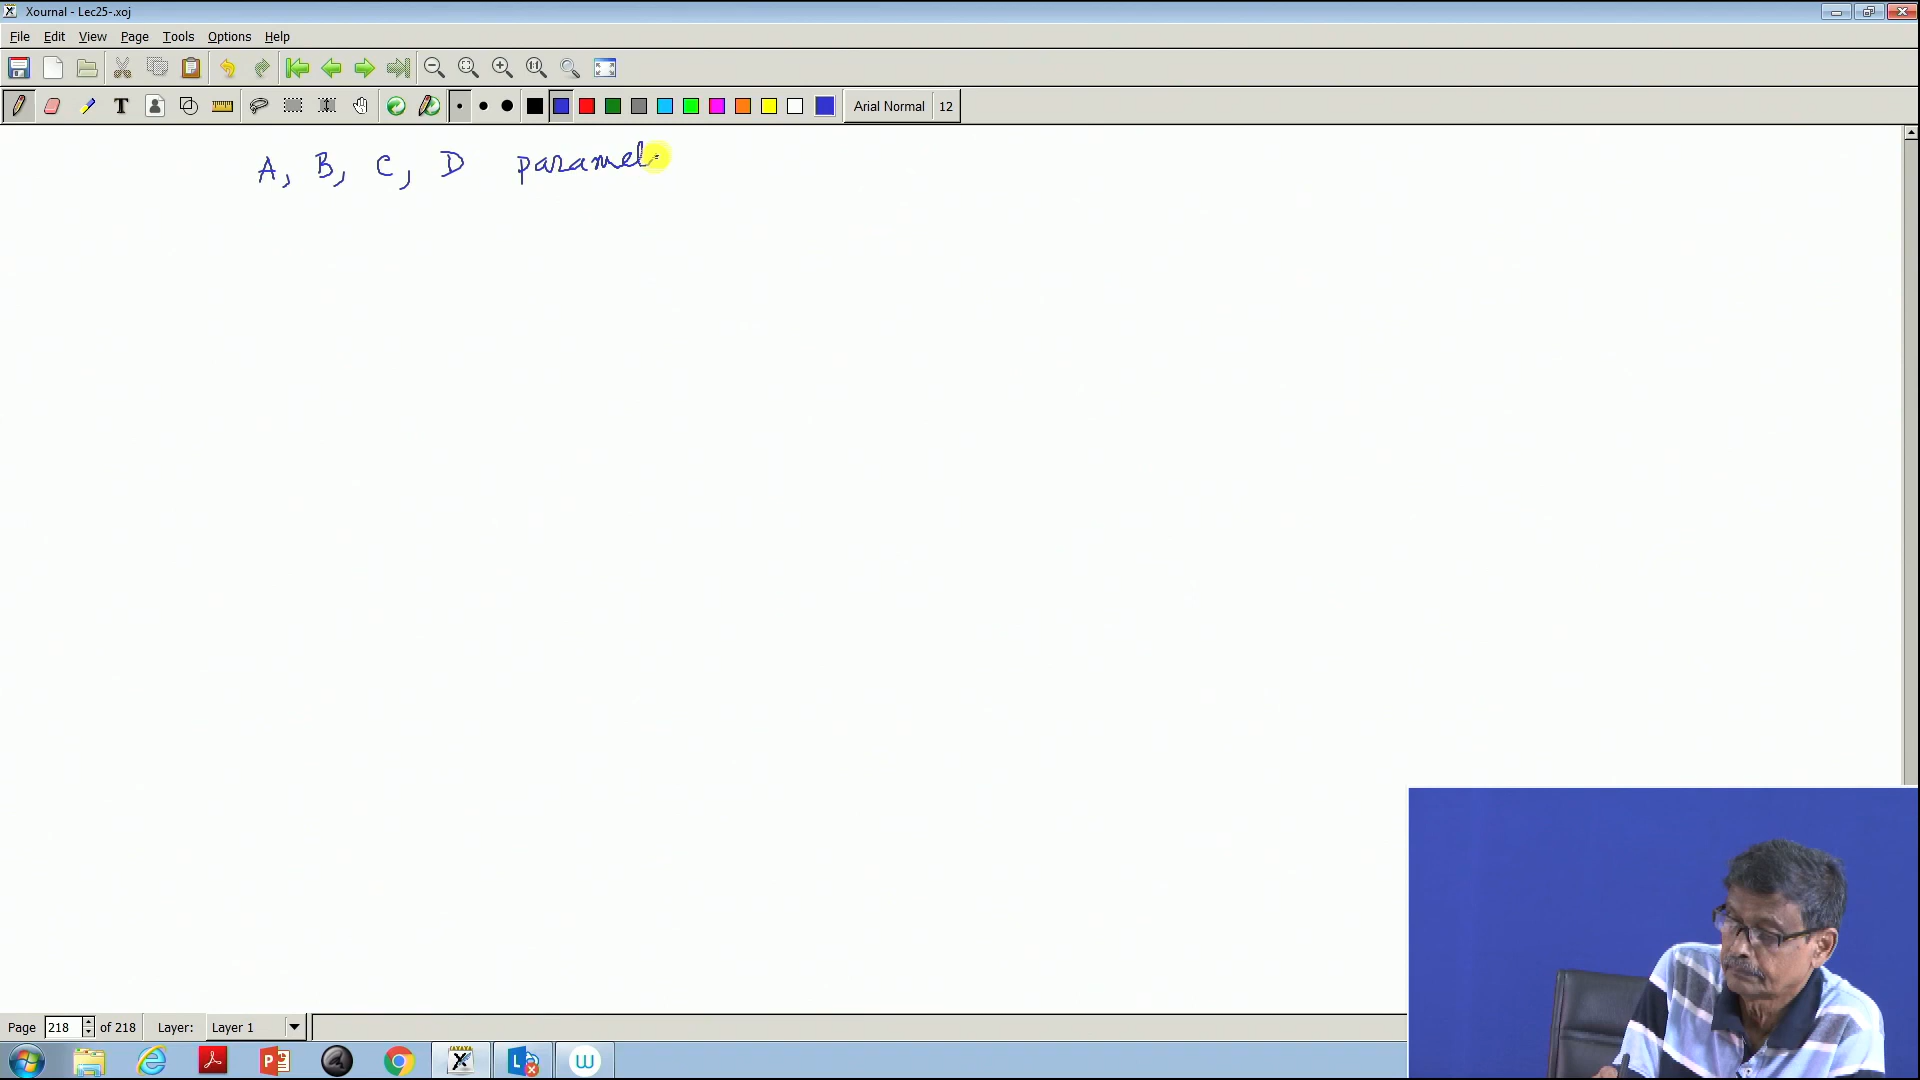 Xournal - Lec25-.xoj
File Edit View Page Tools Options Help
Arial Normal 12
A, B, C, D paramet
Page 218 of 218 Layer: Layer 1